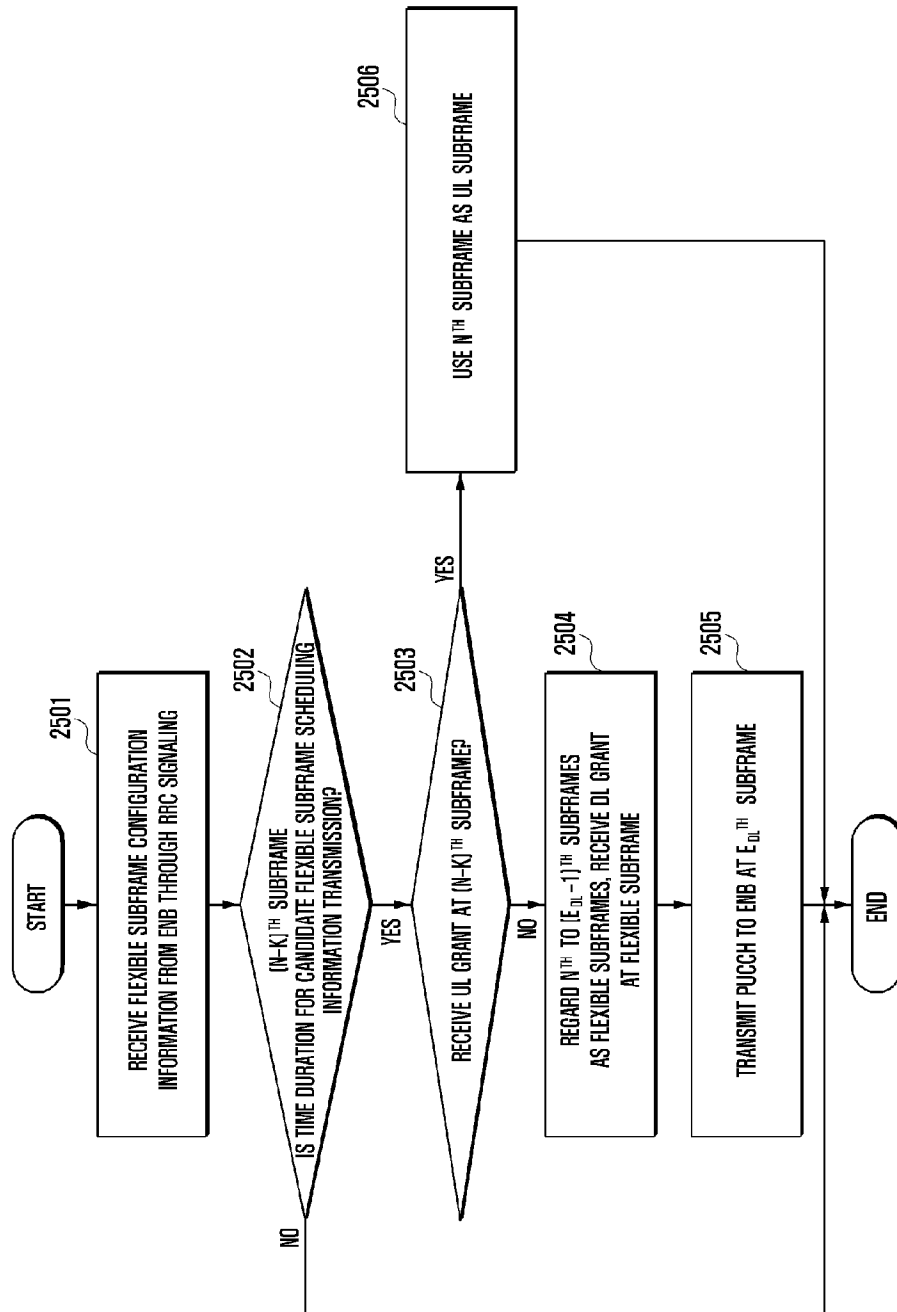 START
2501
RECEIVE FLEXIBLE SUBFRAME CONFIGURATION
INFORMATION FROM ENB THROUGH RRC SIGNALING
2502
(N-K)TH SUBFRAME
IS TIME DURATION FOR CANDIDATE FLEXIBLE SUBFRAME SCHEDULING
INFORMATION TRANSMISSION?
NO
YES
2503
RECEIVE UL GRANT AT (N-K)TH SUBFRAME?
YES
NO
2506
USE NTH SUBFRAME AS UL SUBFRAME
2504
REGARD NTH TO (EDL -1)TH SUBFRAMES
AS FLEXIBLE SUBFRAMES, RECEIVE DL GRANT
AT FLEXIBLE SUBFRAME
2505
TRANSMIT PUCCH TO ENB AT EDLTH SUBFRAME
END